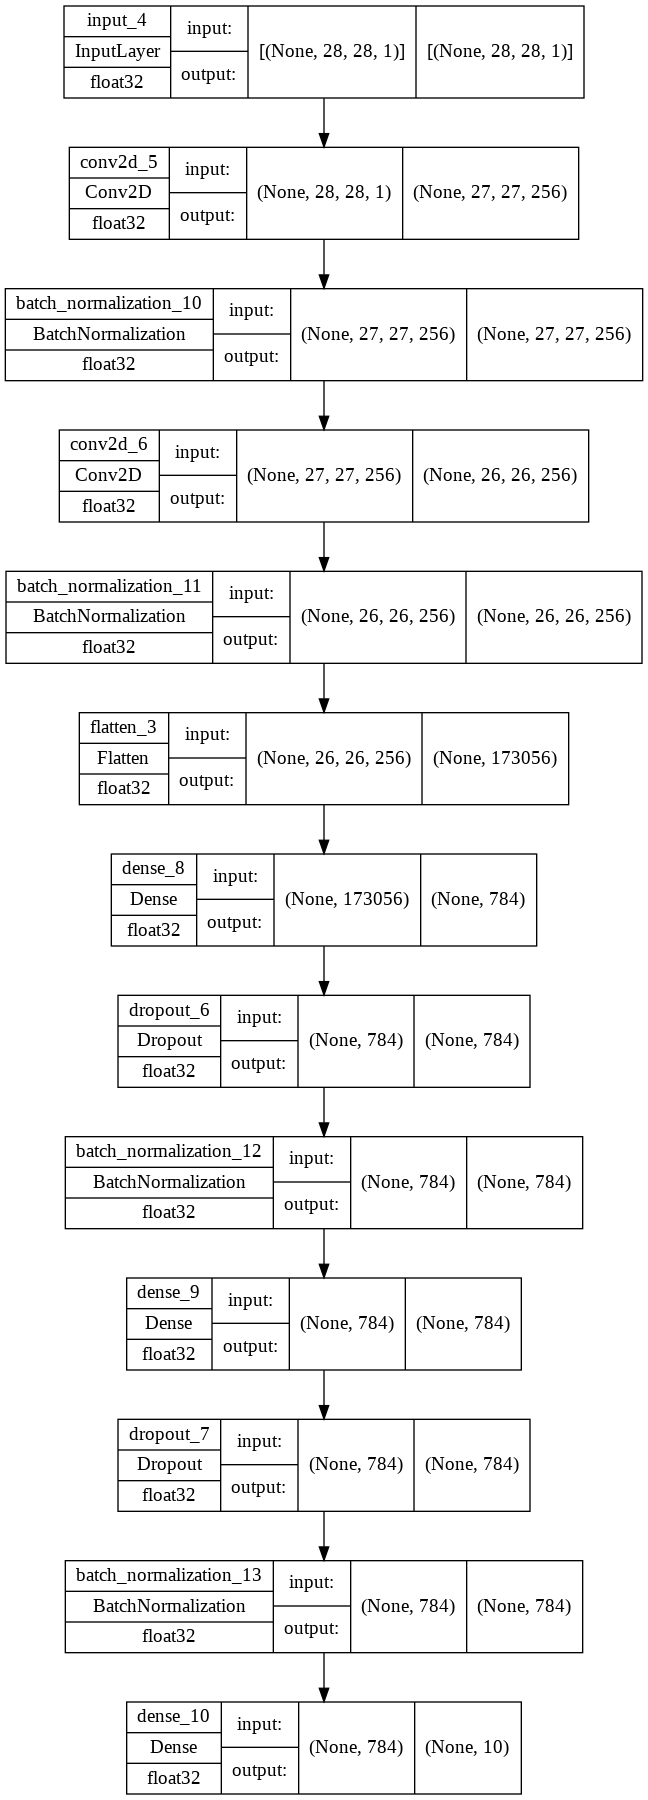 input_4
InputLayer
float32
input:
output:
[(None, 28, 28, 1)]
[(None, 28, 28, 1)]
conv2d_5
Conv2D
float32
input:
output:
(None, 28, 28, 1)
(None, 27, 27, 256)
batch_normalization_10
BatchNormalization
float32
input:
output:
(None, 27, 27, 256)
(None, 27, 27, 256)
conv2d_6
Conv2D
float32
input:
output:
(None, 27, 27, 256)
(None, 26, 26, 256)
batch_normalization_11
BatchNormalization
float32
input:
output:
(None, 26, 26, 256)
(None, 26, 26, 256)
flatten_3
Flatten
float32
input:
output:
(None, 26, 26, 256)
(None, 173056)
dense_8
Dense
float32
input:
output:
(None, 173056)
(None, 784)
dropout_6
Dropout
float32
input:
output:
(None, 784)
(None, 784)
batch_normalization_12
BatchNormalization
float32
input:
output:
(None, 784)
(None, 784)
dense_9
Dense
float32
input:
output:
(None, 784)
(None, 784)
dropout_7
Dropout
float32
input:
output:
(None, 784)
(None, 784)
batch_normalization_13
BatchNormalization
float32
input:
output:
(None, 784)
(None, 784)
dense_10
Dense
float32
input:
output:
(None, 784)
(None, 10)